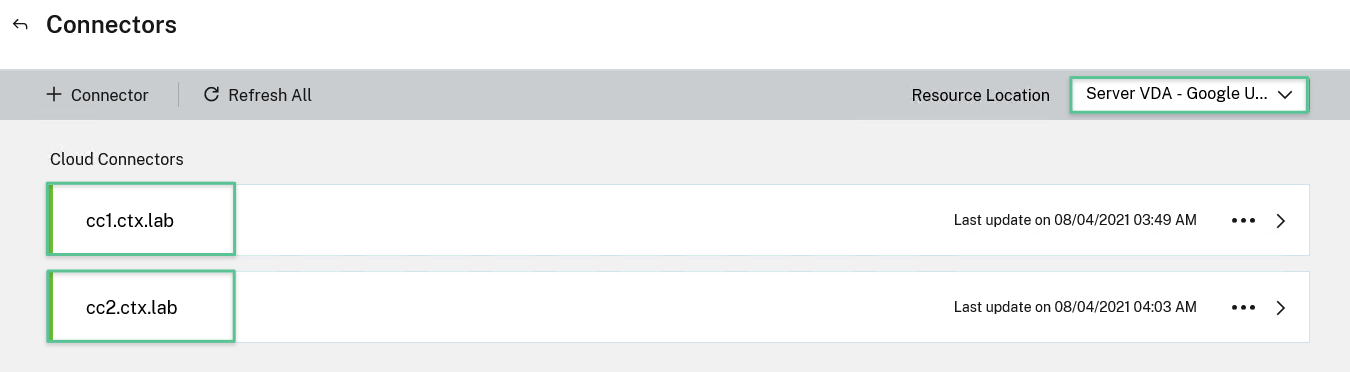 Connectors
Connector
Refresh All
Resource Location
Server VDA - Google U...
Cloud Connectors
cc1.ctx.lab
Last update on 08/04/2021 03:49 AM
cc2.ctx.lab
Last update on 08/04/2021 04:03 AM